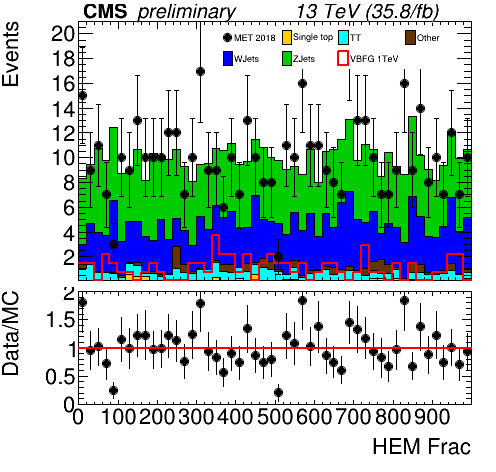 CMS preliminary 13 TeV (35.8/fb)
Events
MET 2018 Single top TT Other
WJets ZJets VBFG 1TeV
20
18
16
14
12
10
8
6
4
2
Data/MC
2
1.5
1
0.5
0
0 100 200 300 400 500 600 700 800 900
HEM Frac